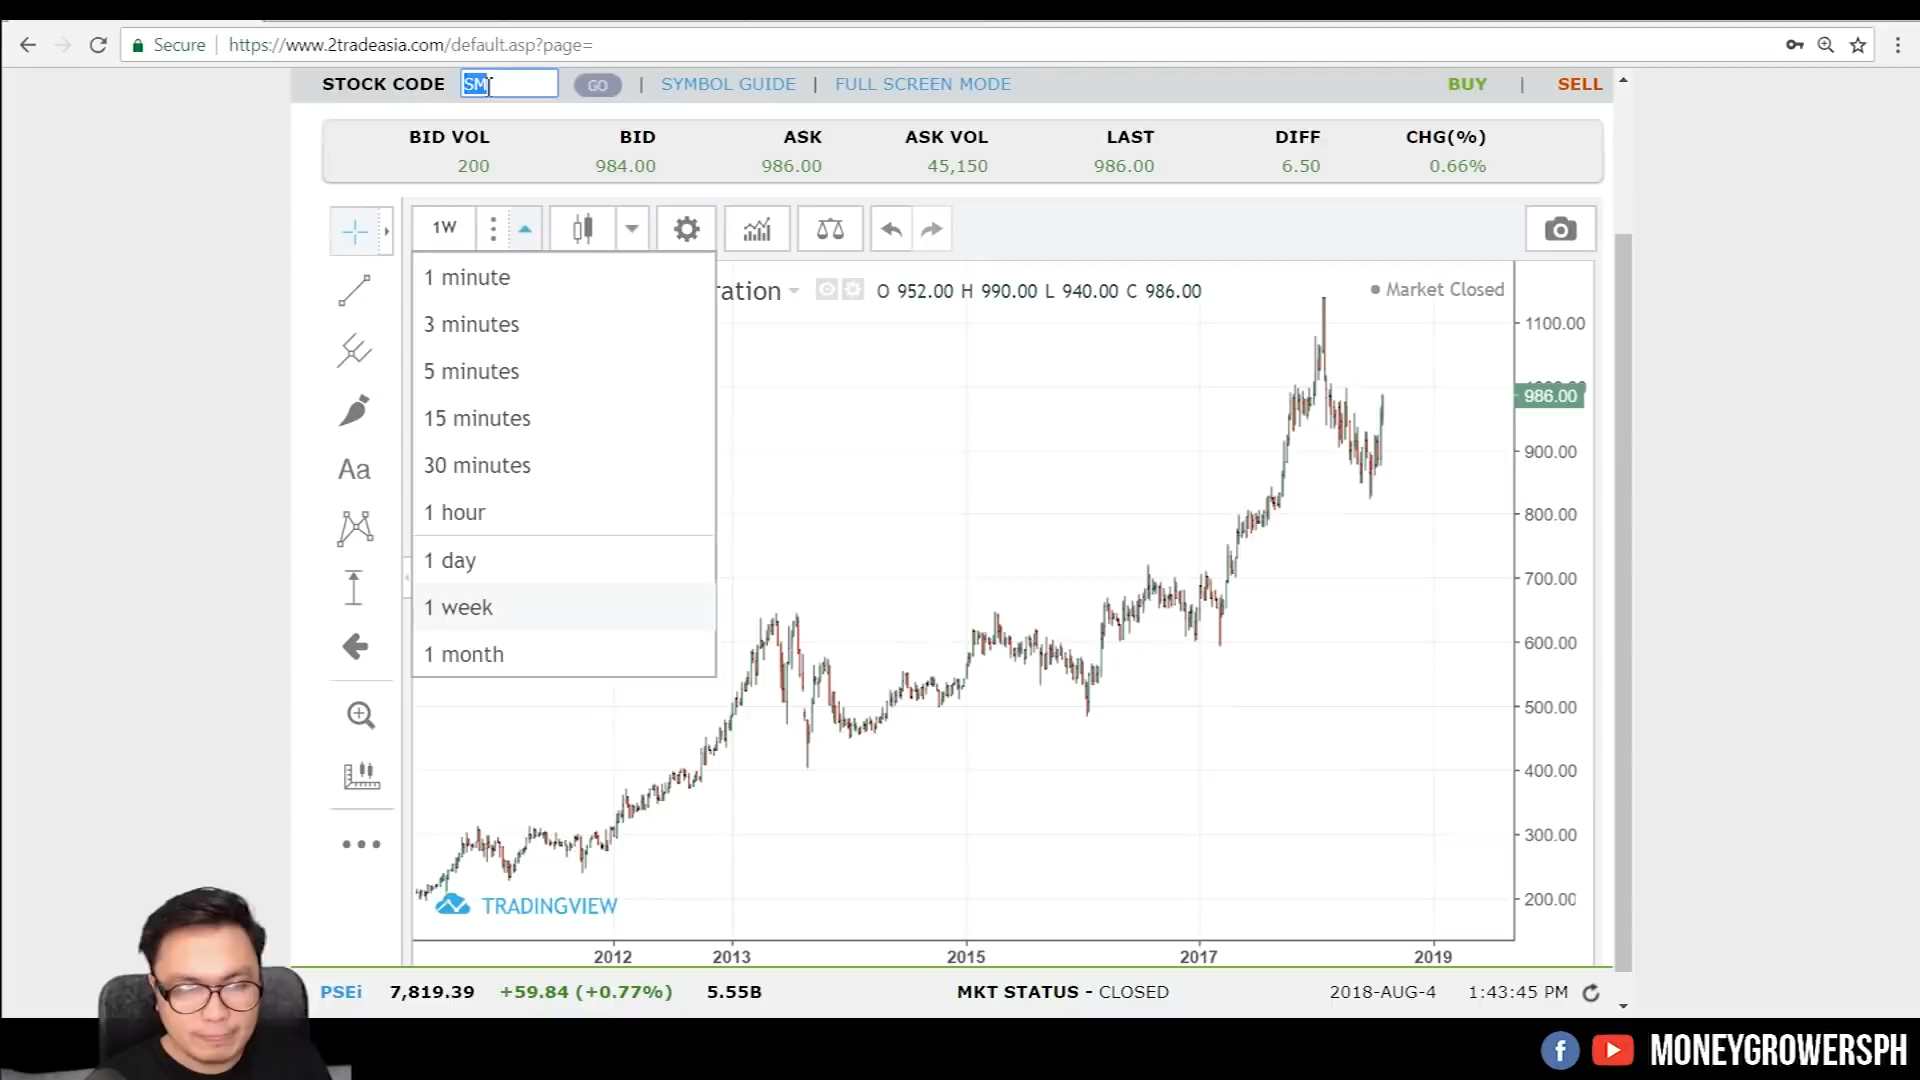 Secure https://www.2tradeasia.com/default.asp?page=
STOCK CODE SM GO | SYMBOL GUIDE | FULL SCREEN MODE BUY | SELL
BID VOL BID ASK ASK VOL LAST DIFF CHG(%)
200 984.00 986.00 45,150 986.00 6.50 0.66%
1W
1 minute
3 minutes
5 minutes
15 minutes
30 minutes
1 hour
1 day
1 week
1 month
ration O 952.00 H 990.00 L 940.00 C 986.00 Market Closed
Aa
1100.00
986.00
900.00
800.00
700.00
600.00
500.00
400.00
300.00
200.00
TRADINGVIEW
2012 2013 2015 2017 2019
PSEi 7,819.39 +59.84 (+0.77%) 5.55B MKT STATUS - CLOSED 2018-AUG-4 1:43:45 PM
f MONEYGROWERSPH